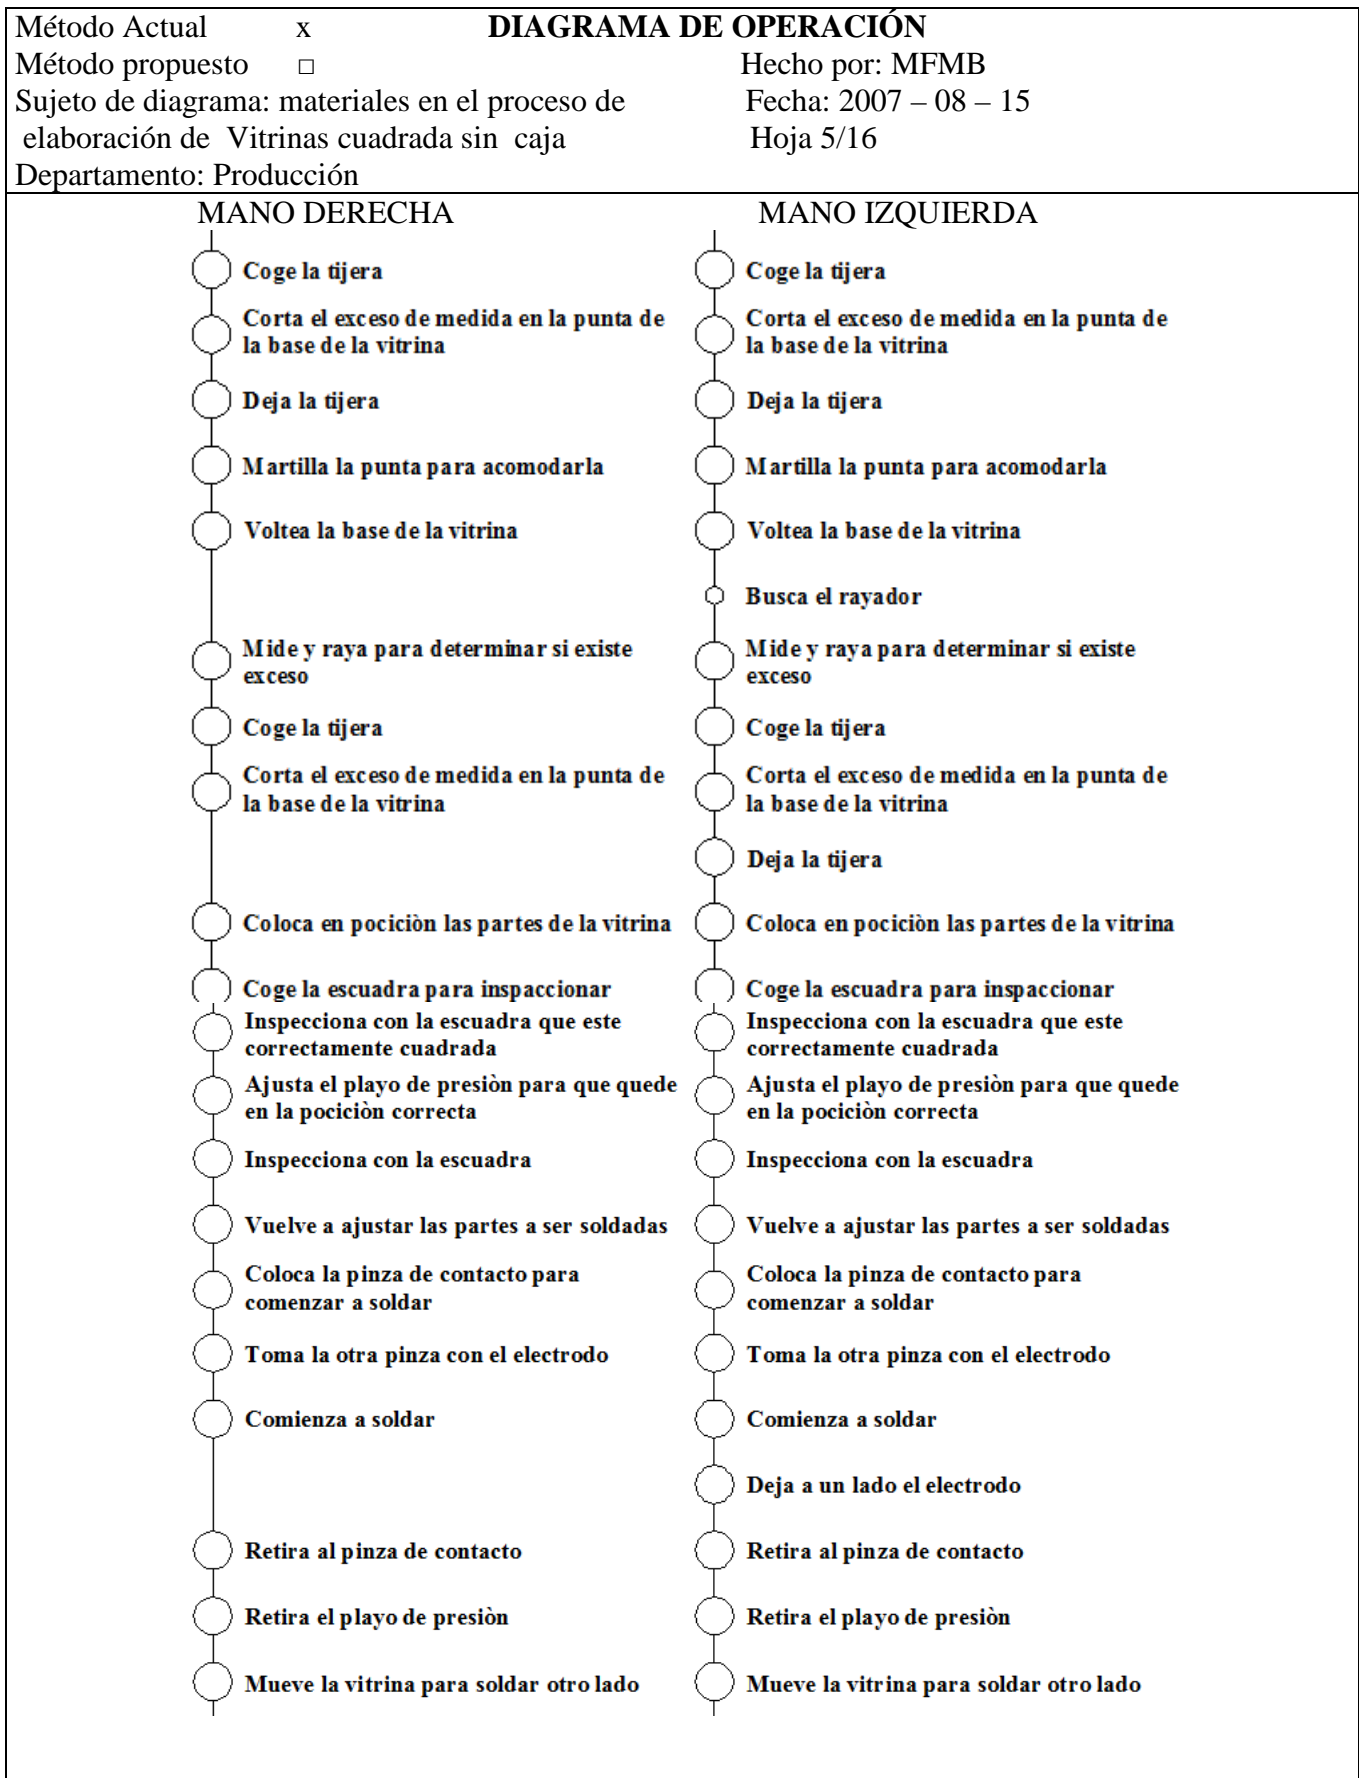 Método Actual x DIAGRAMA DE OPERACIÓN
Método propuesto □ Hecho por: MFMB
Sujeto de diagrama: materiales en el proceso de Fecha: 2007 – 08 – 15
elaboración de Vitrinas cuadrada sin caja Hoja 5/16
Departamento: Producción
MANO DERECHA MANO IZQUIERDA
Coge la tijera Coge la tijera
Corta el exceso de medida en la punta de Corta el exceso de medida en la punta de
la base de la vitrina la base de la vitrina
Deja la tijera Deja la tijera
Martilla la punta para acomodarla Martilla la punta para acomodarla
Voltea la base de la vitrina Voltea la base de la vitrina
Busca el rayador
Mide y raya para determinar si existe Mide y raya para determinar si existe
exceso exceso
Coge la tijera Coge la tijera
Corta el exceso de medida en la punta de Corta el exceso de medida en la punta de
la base de la vitrina la base de la vitrina
Deja la tijera
Coloca en pociciòn las partes de la vitrina Coloca en pociciòn las partes de la vitrina
Coge la escuadra para inspaccionar Coge la escuadra para inspaccionar
Inspecciona con la escuadra que este Inspecciona con la escuadra que este
correctamente cuadrada correctamente cuadrada
Ajusta el playo de presiòn para que quede Ajusta el playo de presiòn para que quede
en la pociciòn correcta en la pociciòn correcta
Inspecciona con la escuadra Inspecciona con la escuadra
Vuelve a ajustar las partes a ser soldadas Vuelve a ajustar las partes a ser soldadas
Coloca la pinza de contacto para Coloca la pinza de contacto para
comenzar a soldar comenzar a soldar
Toma la otra pinza con el electrodo Toma la otra pinza con el electrodo
Comienza a soldar Comienza a soldar
Deja a un lado el electrodo
Retira al pinza de contacto Retira al pinza de contacto
Retira el playo de presiòn Retira el playo de presiòn
Mueve la vitrina para soldar otro lado Mueve la vitrina para soldar otro lado